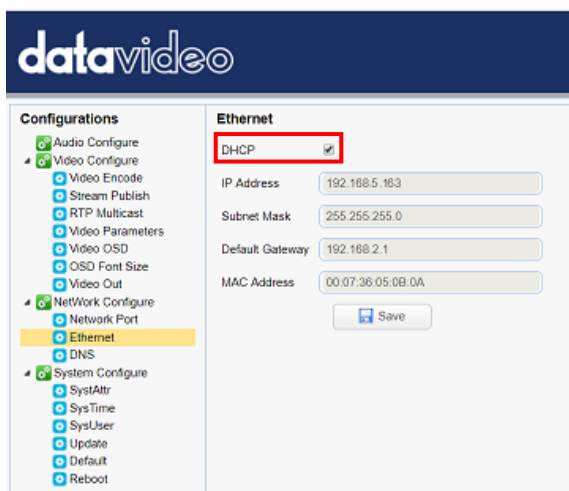 datavideo
Configurations
Audio Configure
Video Configure
Video Encode
Stream Publish
RTP Multicast
Video Parameters
Video OSD
OSD Font Size
Video Out
NetWork Configure
Network Port
Ethernet
DNS
System Configure
SystAttr
SysTime
SysUser
Update
Default
Reboot
Ethernet
DHCP
IP Address 192.168.5.163
Subnet Mask 255.255.255.0
Default Gateway 192.168.2.1
MAC Address 00:07:36:05:0B:0A
Save